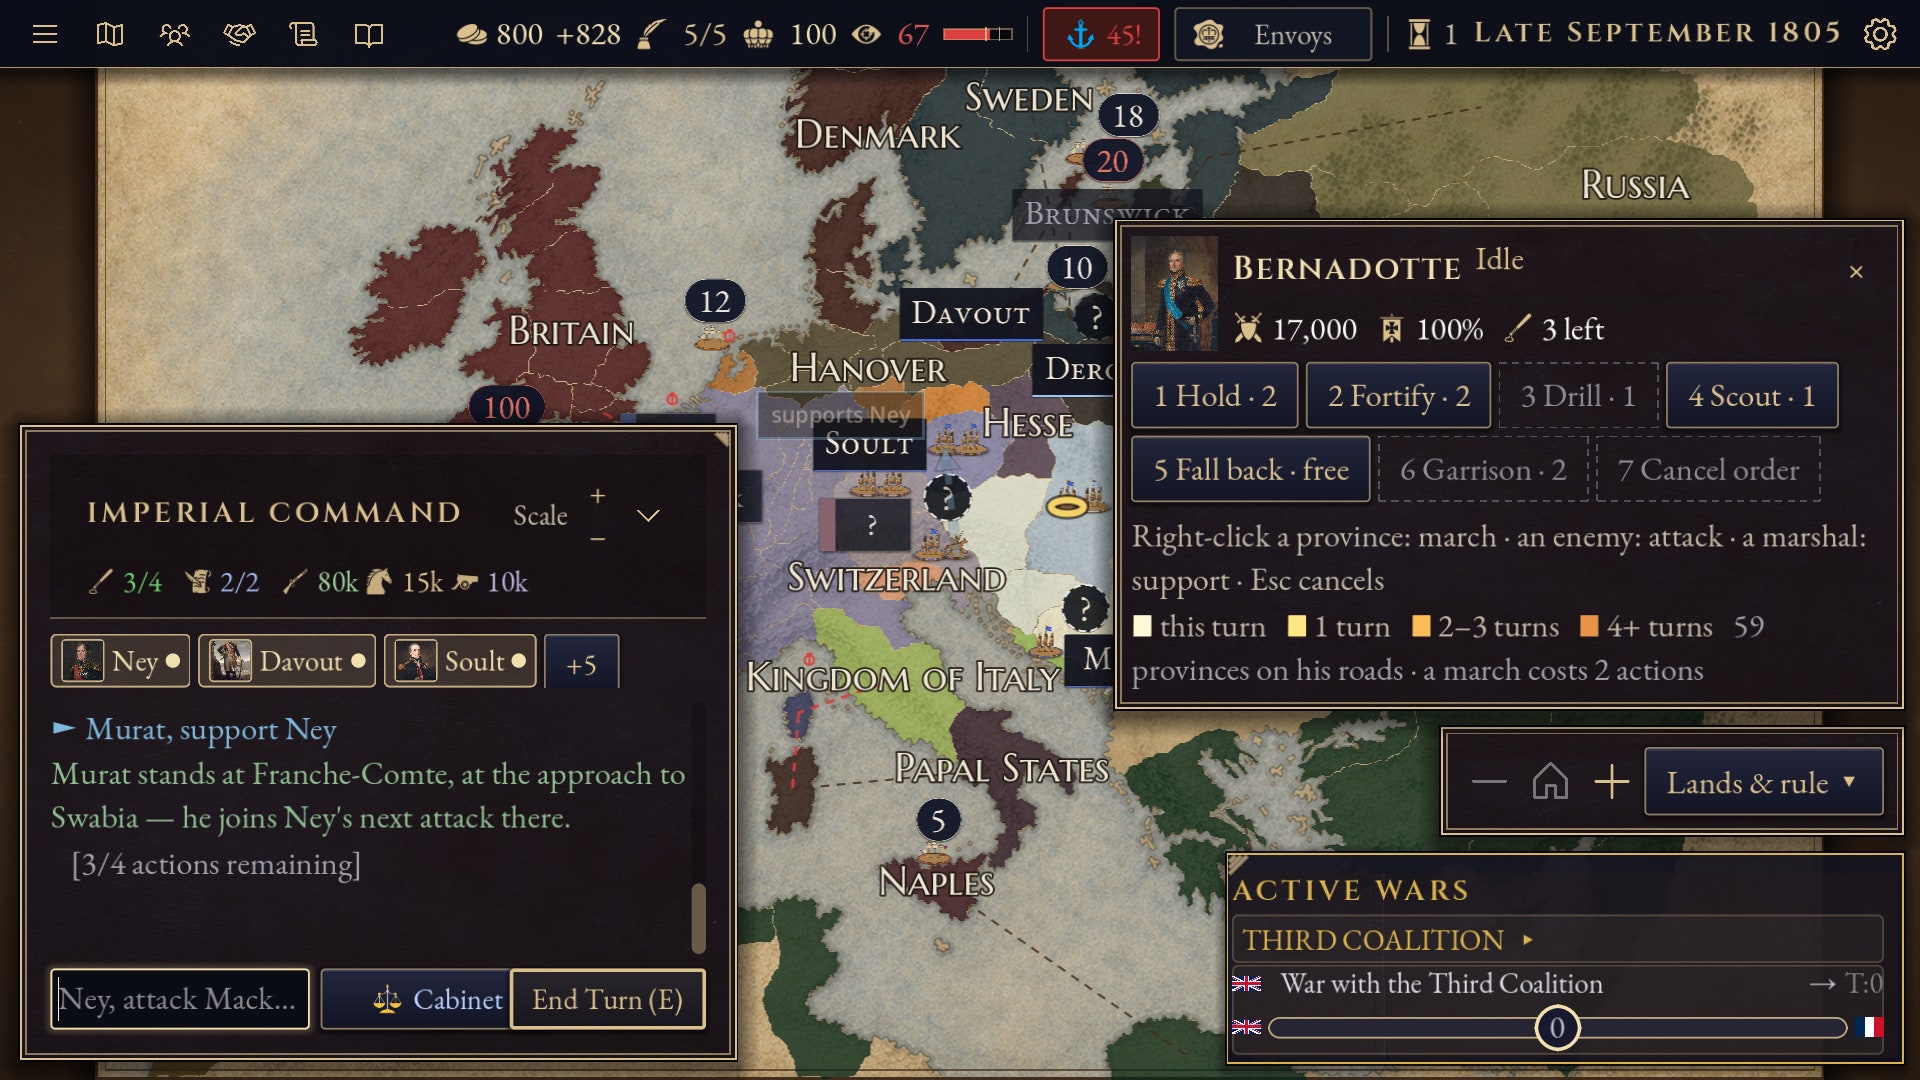 800 +828 5/5 100 67 45! Envoys 1 Late September 1805
Sweden
18
Denmark
20
Russia
Brunswick
10
12
Davout
?
Britain
Hanover
100
supports Ney
Hesse
Soult
?
?
Switzerland
?
M
Kingdom of Italy
Papal States
5
Naples
Bernadotte Idle ×
17,000 100% 3 left
1 Hold · 2 2 Fortify · 2 3 Drill · 1 4 Scout · 1
5 Fall back · free 6 Garrison · 2 7 Cancel order
Right-click a province: march · an enemy: attack · a marshal:
support · Esc cancels
this turn 1 turn 2–3 turns 4+ turns 59
provinces on his roads · a march costs 2 actions
Lands & rule ▼
Active Wars
THIRD COALITION ▸
War with the Third Coalition → T:0
0
Imperial Command Scale + −
3/4 2/2 80k 15k 10k
Ney Davout Soult +5
► Murat, support Ney
Murat stands at Franche-Comte, at the approach to
Swabia — he joins Ney's next attack there.
[3/4 actions remaining]
Ney, attack Mack... Cabinet End Turn (E)